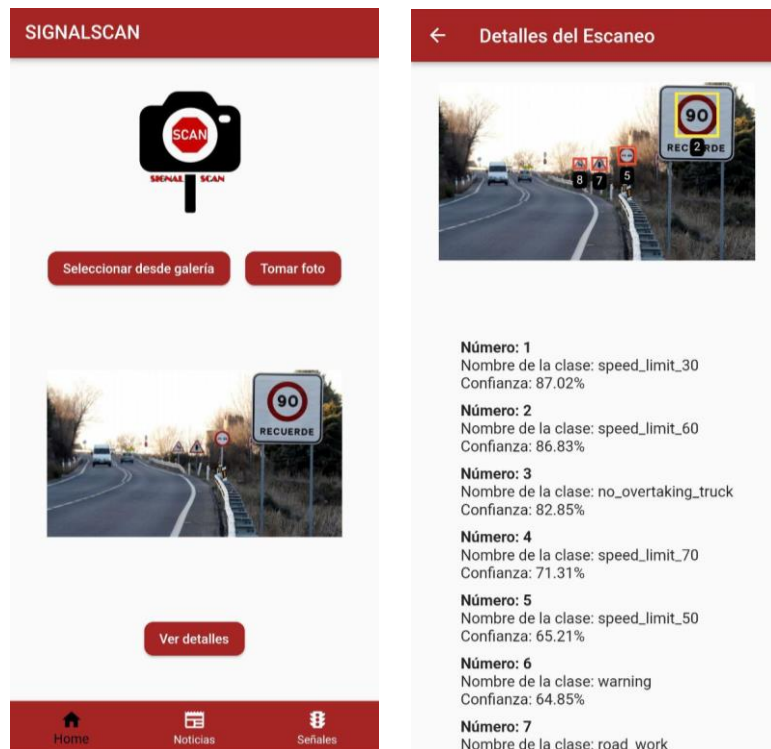 SIGNALSCAN
SCAN
SIGNAL SCAN
Seleccionar desde galería
Tomar foto
90
RECUERDE
Ver detalles
Home
Noticias
Señales
Detalles del Escaneo
90
REC 2 RDE
8
7
5
Número: 1
Nombre de la clase: speed_limit_30
Confianza: 87.02%
Número: 2
Nombre de la clase: speed_limit_60
Confianza: 86.83%
Número: 3
Nombre de la clase: no_overtaking_truck
Confianza: 82.85%
Número: 4
Nombre de la clase: speed_limit_70
Confianza: 71.31%
Número: 5
Nombre de la clase: speed_limit_50
Confianza: 65.21%
Número: 6
Nombre de la clase: warning
Confianza: 64.85%
Número: 7
Nombre de la clase: road_work